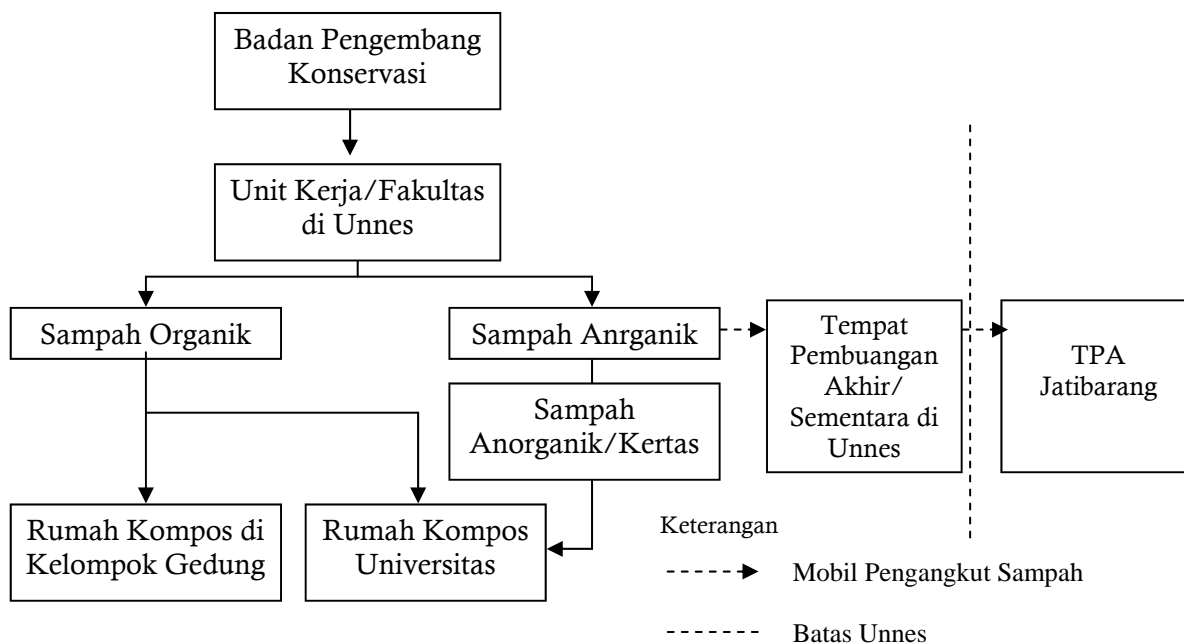 Badan Pengembang
Konservasi
Unit Kerja/Fakultas
di Unnes
Sampah Organik
Sampah Anrganik
Tempat
Pembuangan
Akhir/
Sementara di
Unnes
TPA
Jatibarang
Sampah
Anorganik/Kertas
Rumah Kompos di
Kelompok Gedung
Rumah Kompos
Universitas
Keterangan
Mobil Pengangkut Sampah
Batas Unnes